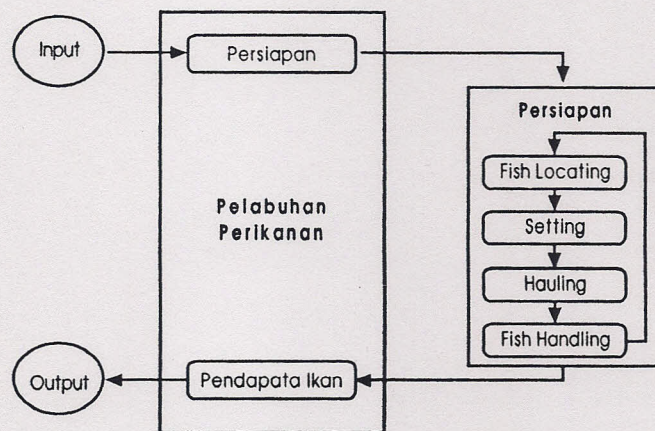 Input
Persiapan
Persiapan
Fish Locating
Pelabuhan
Perikanan
Setting
Hauling
Fish Handling
Output
Pendapata Ikan